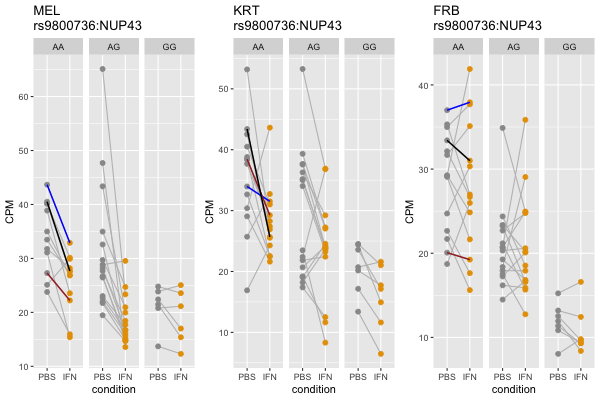 MEL
rs9800736:NUP43
AA AG GG
CPM
60
50
40
30
20
10
PBS IFN PBS IFN PBS IFN
condition
KRT
rs9800736:NUP43
AA AG GG
CPM
50
40
30
20
10
PBS IFN PBS IFN PBS IFN
condition
FRB
rs9800736:NUP43
AA AG GG
CPM
40
30
20
10
PBS IFN PBS IFN PBS IFN
condition